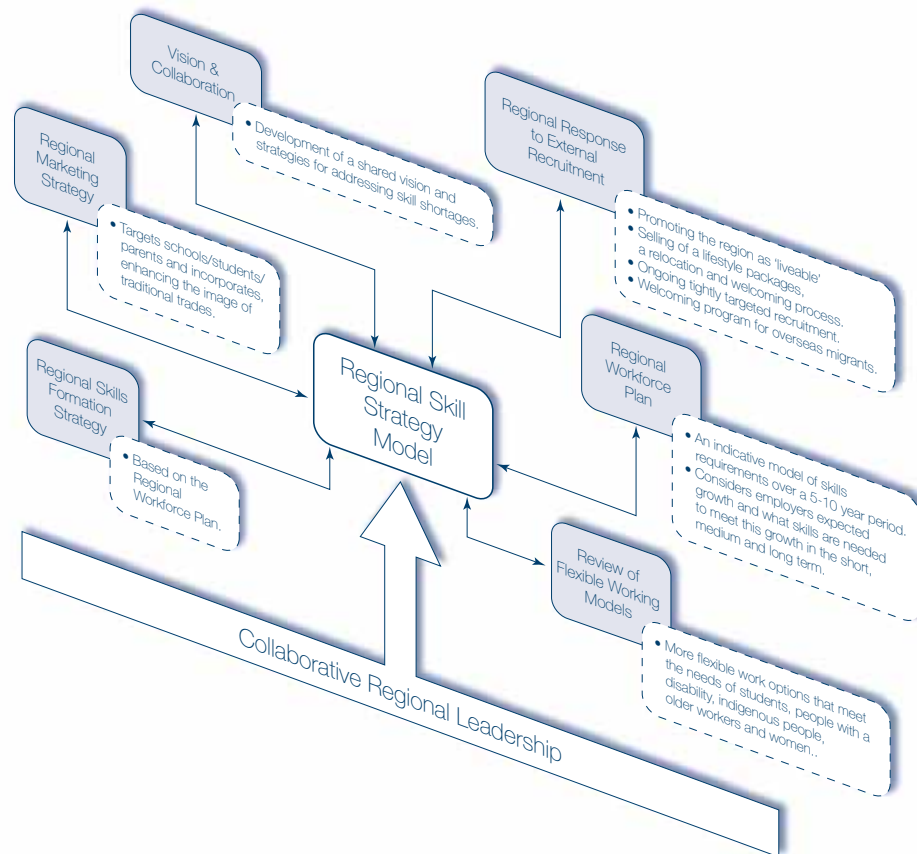 Vision &
Collaboration
• Development of a shared vision and
strategies for addressing skill shortages.
Regional Response
to External
Recruitment
• Promoting the region as 'liveable'
• Selling of a lifestyle packages,
a relocation and welcoming process.
• Ongoing tightly targeted recruitment.
• Welcoming program for overseas migrants.
Regional
Marketing
Strategy
• Targets schools/students/
parents and incorporates,
enhancing the image of
traditional trades.
Regional Skills
Formation
Strategy
• Based on the
Regional
Workforce Plan.
Regional Skill
Strategy
Model
Regional
Workforce
Plan
• An indicative model of skills
requirements over a 5-10 year period.
• Considers employers expected
growth and what skills are needed
to meet this growth in the short,
medium and long term.
Review of
Flexible Working
Models
• More flexible work options that meet
the needs of students, people with a
disability, indigenous people,
older workers and women..
Collaborative Regional Leadership